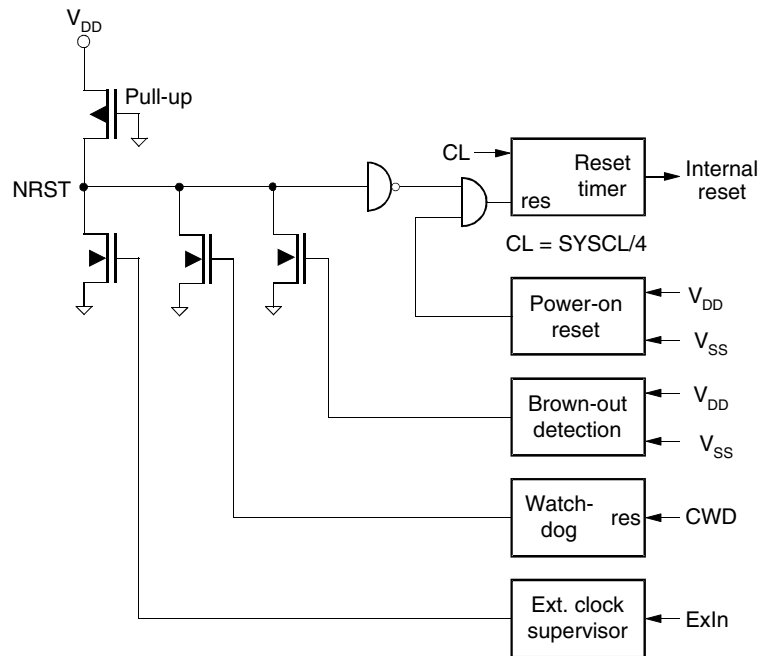 VDD
Pull-up
CL
Reset
timer
Internal
reset
NRST
res
CL = SYSCL/4
Power-on
reset
VDD
VSS
Brown-out
detection
VDD
VSS
Watch-
dog
res
CWD
Ext. clock
supervisor
ExIn